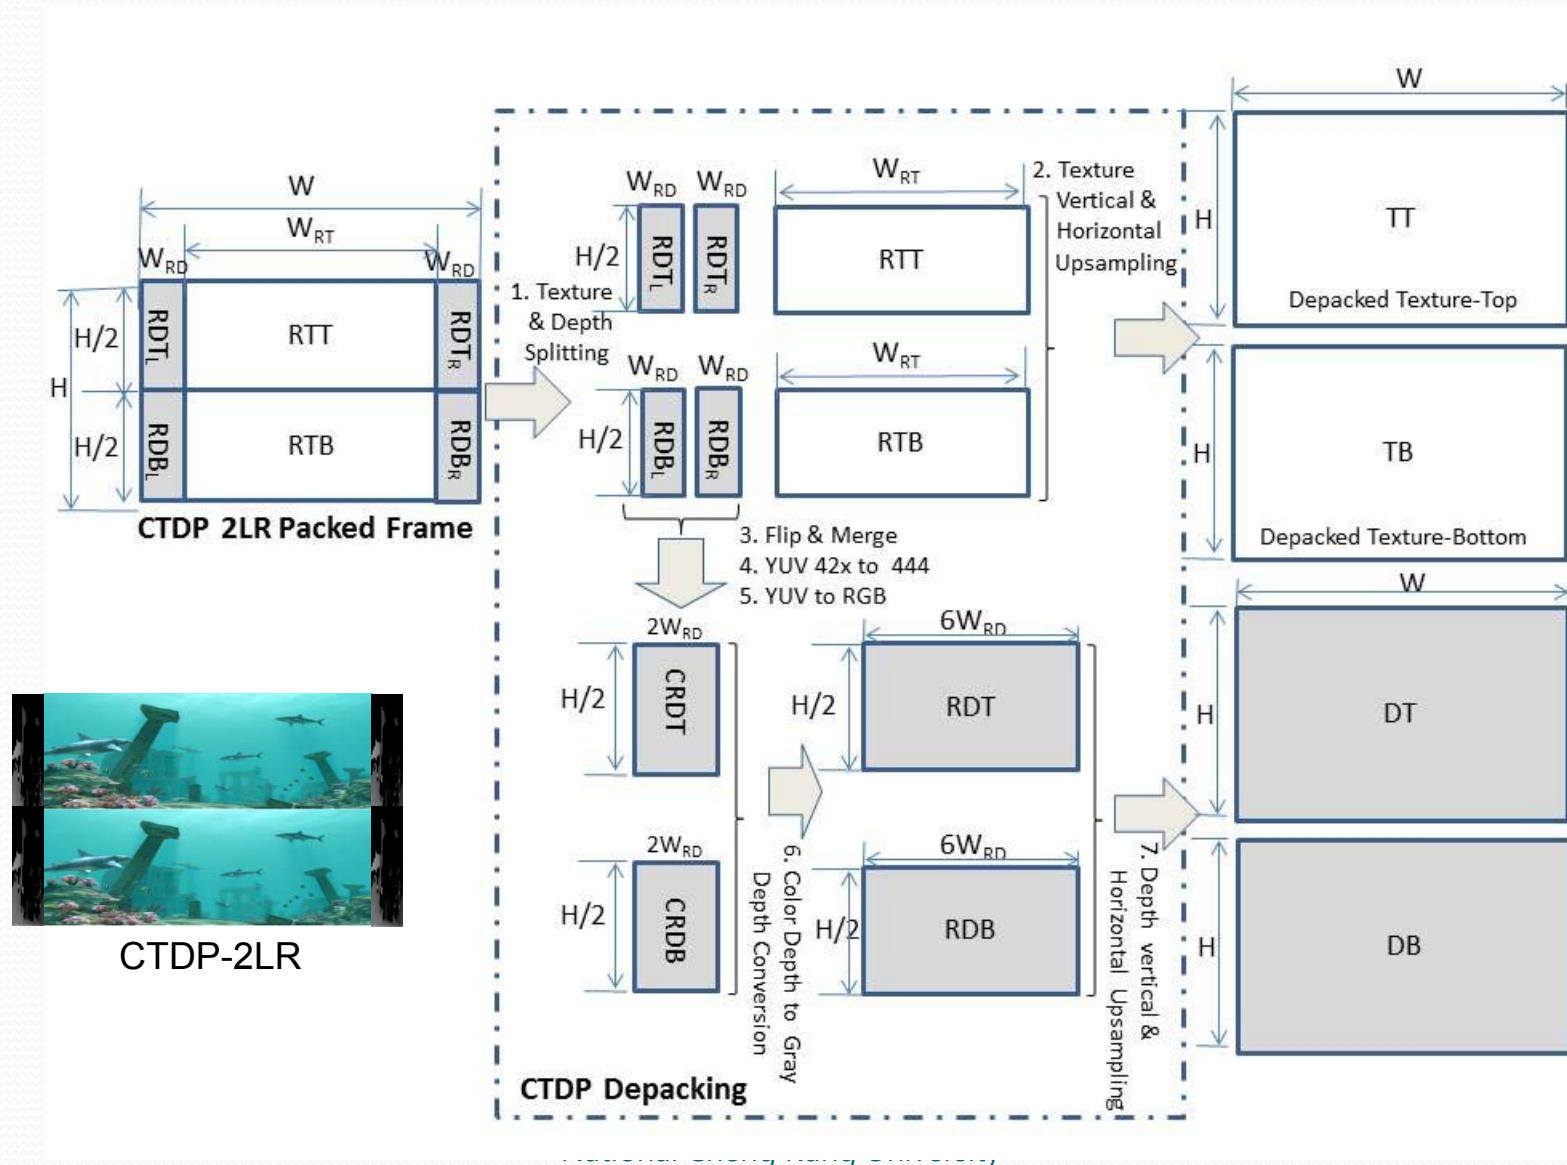 W
W_RT
W_RD
W_RD
H
H/2
H/2
RDT_L
RTT
RDT_R
RDB_L
RTB
RDB_R
CTDP 2LR Packed Frame
1. Texture
& Depth
Splitting
W_RD W_RD
W_RT
H/2
RDT_L
RDT_R
RTT
W_RD W_RD
W_RT
H/2
RDB_L
RDB_R
RTB
2. Texture
Vertical &
Horizontal
Upsampling
3. Flip & Merge
4. YUV 42x to 444
5. YUV to RGB
2W_RD
H/2
CRDT
2W_RD
H/2
CRDB
6. Color Depth to Gray
Depth Conversion
6W_RD
H/2
RDT
6W_RD
H/2
RDB
7. Depth vertical &
Horizontal Upsampling
CTDP Depacking
W
H
TT
Depacked Texture-Top
H
TB
Depacked Texture-Bottom
W
H
DT
H
DB
CTDP-2LR